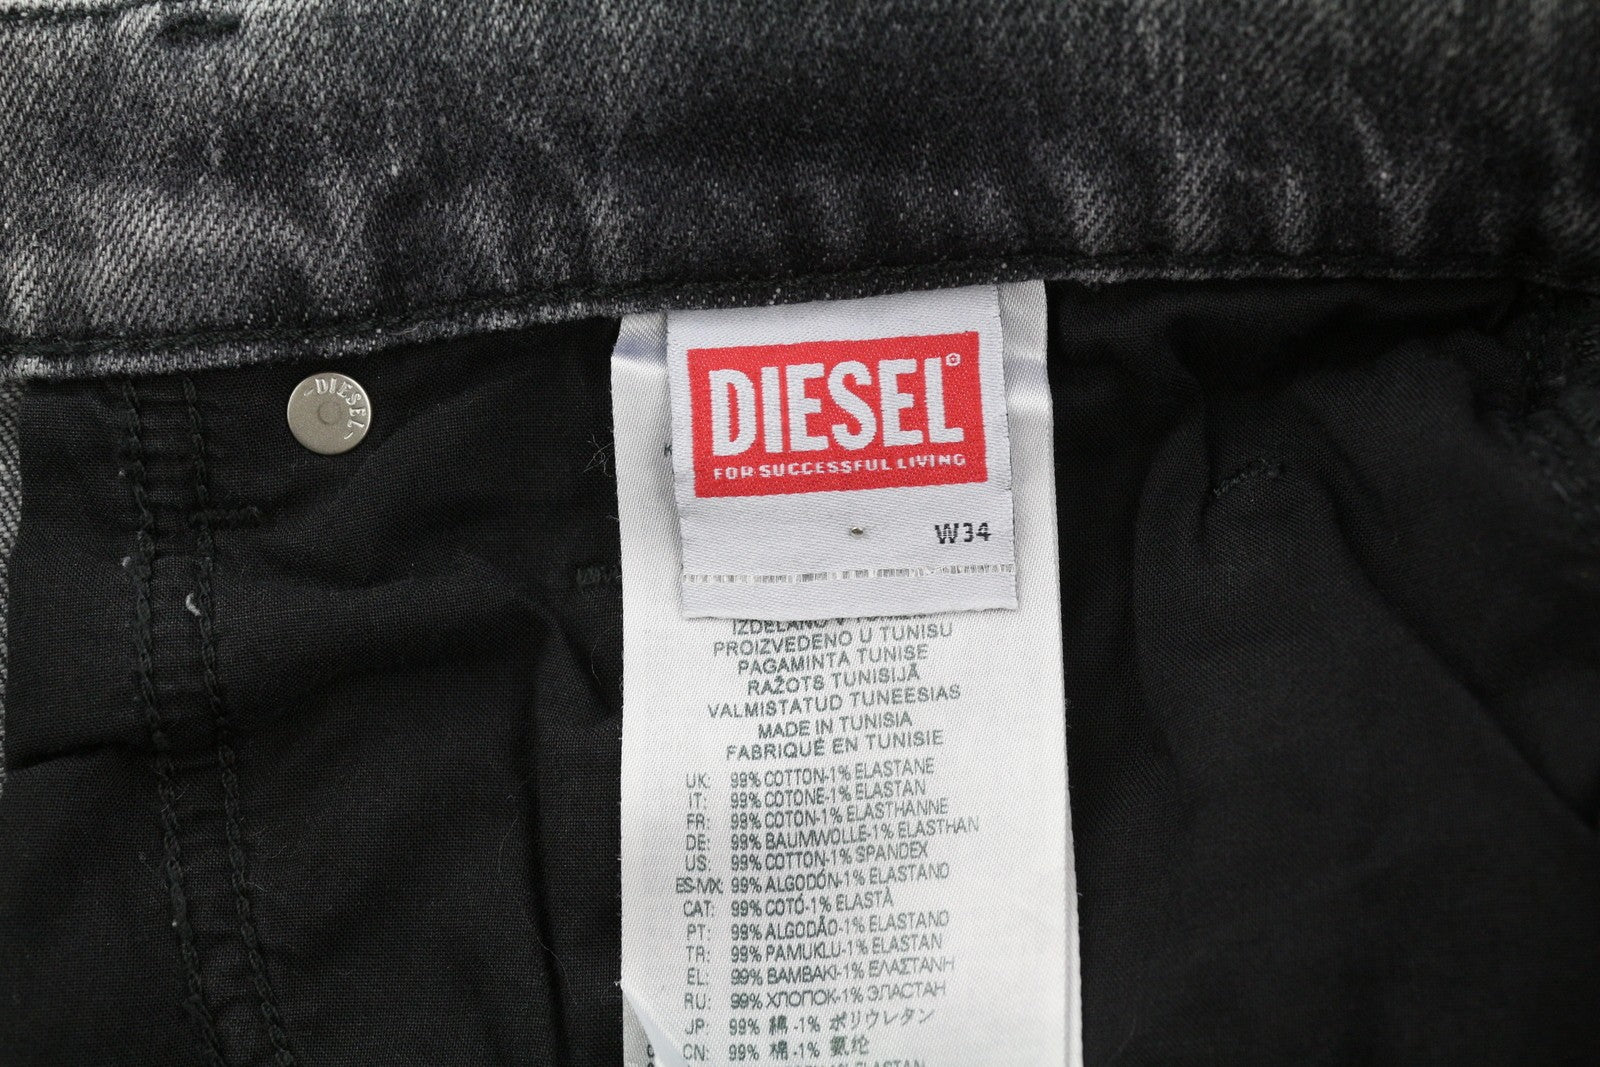 DIESEL
DIESEL
FOR SUCCESSFUL LIVING
W34
K
IZDELANO V
PROIZVEDENO U TUNISU
PAGAMINTA TUNISE
RAŽOTS TUNISIJĀ
VALMISTATUD TUNEESIAS
MADE IN TUNISIA
FABRIQUÉ EN TUNISIE
UK: 99% COTTON-1% ELASTANE
IT: 99% COTONE-1% ELASTAN
FR: 99% COTON-1% ELASTHANNE
DE: 99% BAUMWOLLE-1% ELASTHAN
US: 99% COTTON-1% SPANDEX
ES-MX: 99% ALGODÓN-1% ELASTANO
CAT: 99% COTÓ-1% ELASTÀ
PT: 99% ALGODÃO-1% ELASTANO
TR: 99% PAMUKLU-1% ELASTAN
EL: 99% ΒΑΜΒΑΚΙ-1% ΕΛΑΣΤΑΝΗ
RU: 99% ХЛОПОК-1% ЭЛАСТАН
JP: 99% 綿 -1% ポリウレタン
CN: 99% 棉 -1% 氨纶